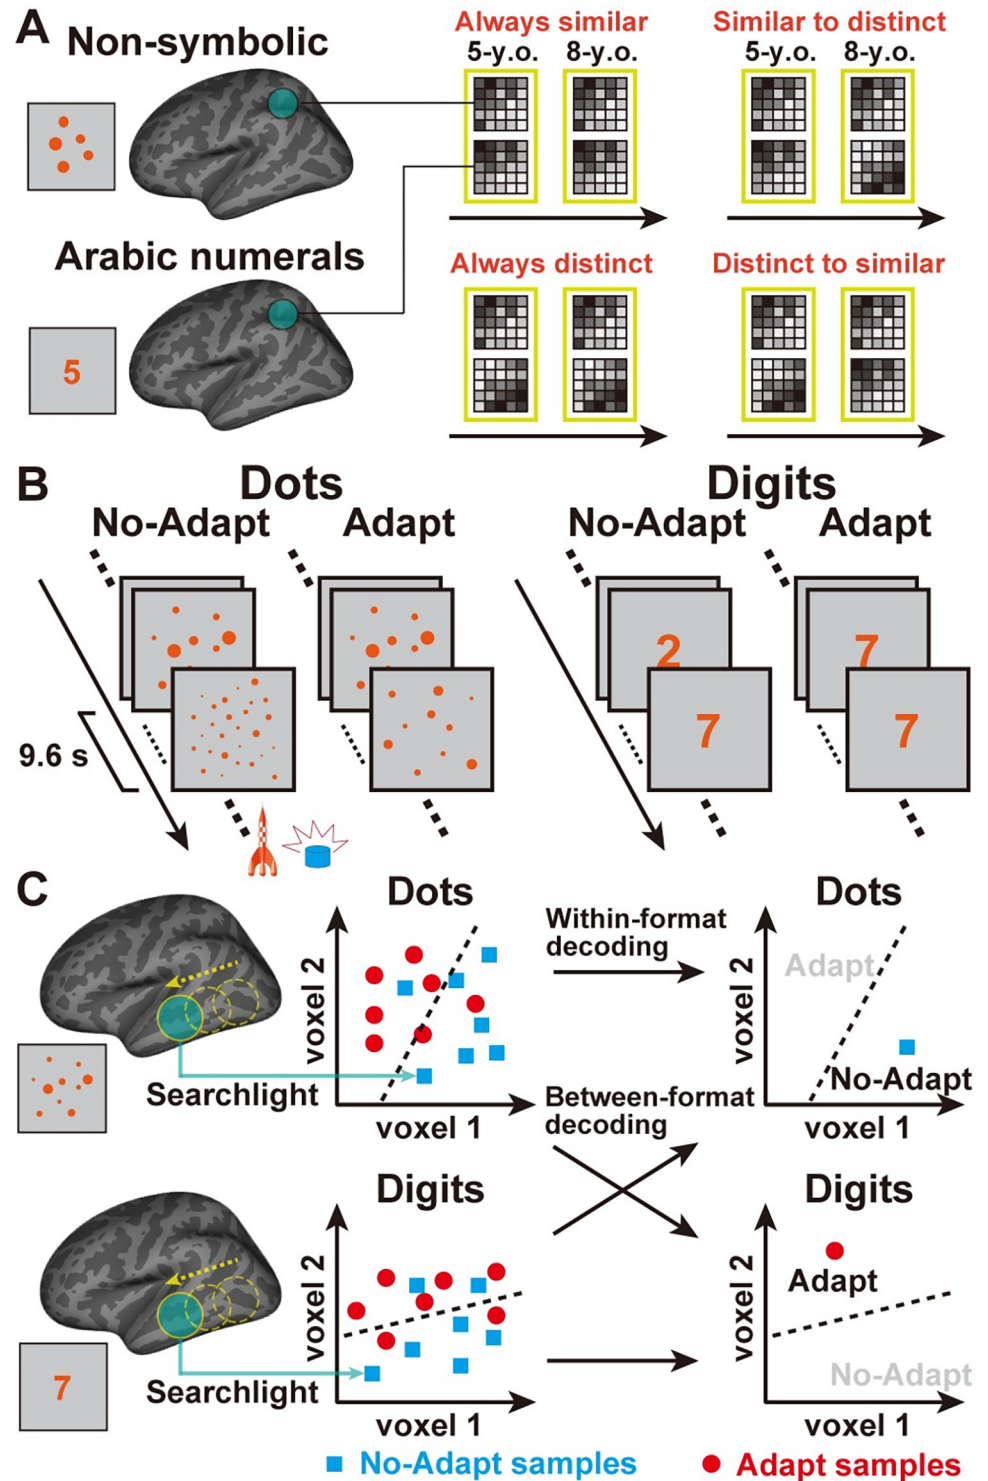 A
Non-symbolic
Always similar
5-y.o. 8-y.o.
Similar to distinct
5-y.o. 8-y.o.
Arabic numerals
5
Always distinct
Distinct to similar
B
Dots
No-Adapt
Adapt
Digits
No-Adapt
Adapt
2
7
7
7
9.6 s
C
Dots
voxel 2
voxel 1
Searchlight
Within-format
decoding
Dots
Adapt
No-Adapt
voxel 2
voxel 1
Between-format
decoding
Digits
voxel 2
voxel 1
7
Searchlight
Digits
Adapt
No-Adapt
voxel 2
voxel 1
No-Adapt samples
Adapt samples